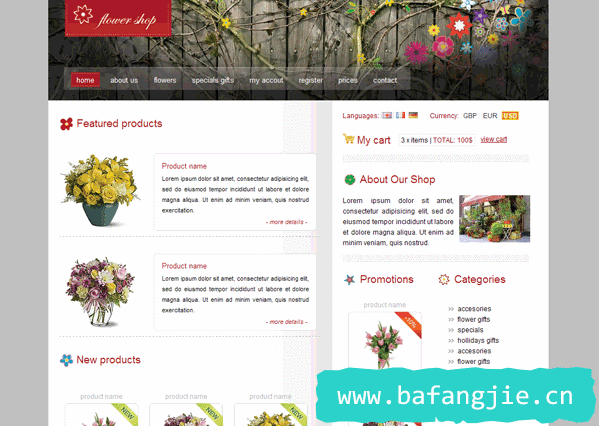 flower shop
home about us flowers specials gifts my accout register prices contact
Languages: Currency: GBP EUR USD
My cart 3 x items | TOTAL: 100$ view cart
Featured products
Product name
Lorem ipsum dolor sit amet, consectetur adipisicing elit,
sed do eiusmod tempor incididunt ut labore et dolore
magna aliqua. Ut enim ad minim veniam, quis nostrud
exercitation.
- more details -
Product name
Lorem ipsum dolor sit amet, consectetur adipisicing elit,
sed do eiusmod tempor incididunt ut labore et dolore
magna aliqua. Ut enim ad minim veniam, quis nostrud
exercitation.
- more details -
New products
product name product name product name
NEW NEW NEW
About Our Shop
Lorem ipsum dolor sit amet,
consectetur adipisicing elit, sed do
eiusmod tempor incididunt ut
labore et dolore magna aliqua. Ut
enim ad minim veniam, quis nostrud.
Promotions
product name
-50%
Categories
accesories
flower gifts
specials
hollidays gifts
accesories
flower gifts
www.bafangjie.cn